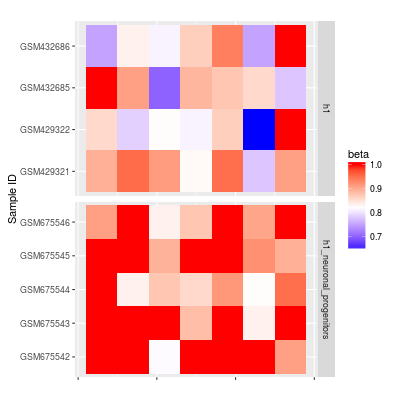 Sample ID
GSM432686
GSM432685
GSM429322
GSM429321
h1
GSM675546
GSM675545
GSM675544
GSM675543
GSM675542
h1_neuronal_progenitors
beta
1.0
0.9
0.8
0.7